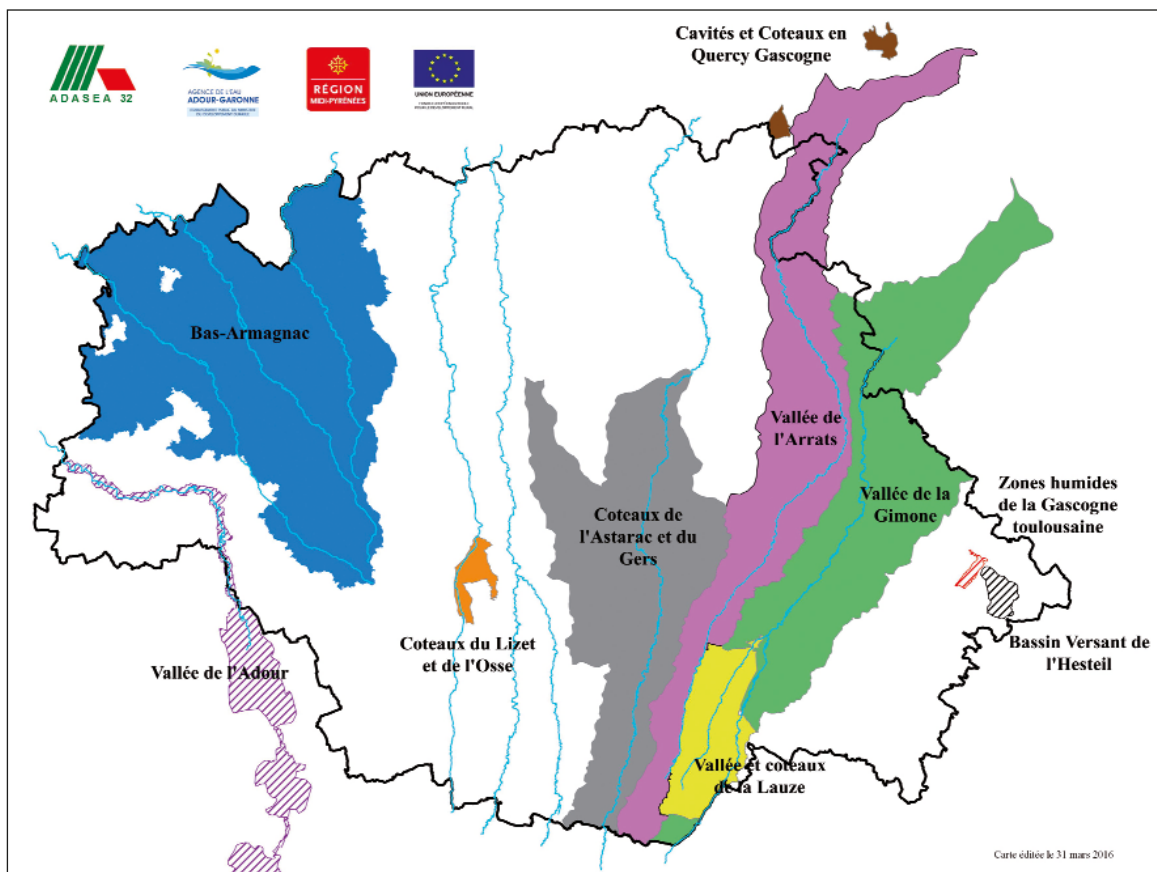 Cavités et Coteaux en
Quercy Gascogne
ADASEA 32
AGENCE DE L'EAU
ADOUR-GARONNE
RÉGION
MIDI-PYRÉNÉES
UNION EUROPÉENNE
Bas-Armagnac
Vallée de
l'Arrats
Vallée de la
Gimone
Zones humides
de la Gascogne
toulousaine
Coteaux de
l'Astarac et du
Gers
Coteaux du Lizet
et de l'Osse
Bassin Versant de
l'Hesteil
Vallée de l'Adour
Vallée et coteaux
de la Lauze
Carte éditée le 31 mars 2016